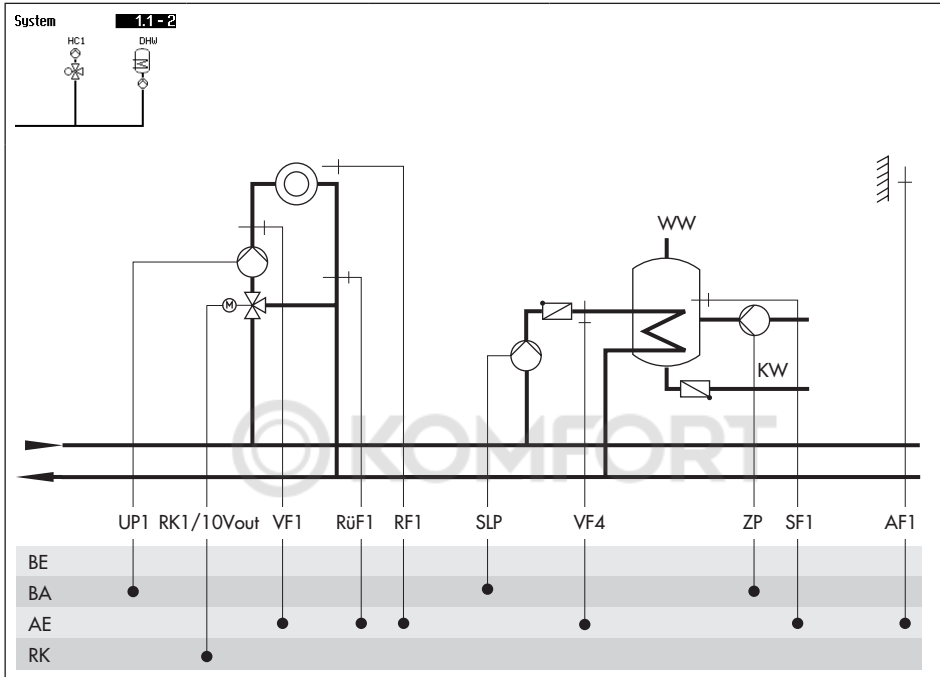 System 1.1 - 2
HC1 DHW
WW
M
KW
KOMFORT
UP1 RK1/10Vout VF1 RüF1 RF1 SLP VF4 ZP SF1 AF1
BE
BA
AE
RK